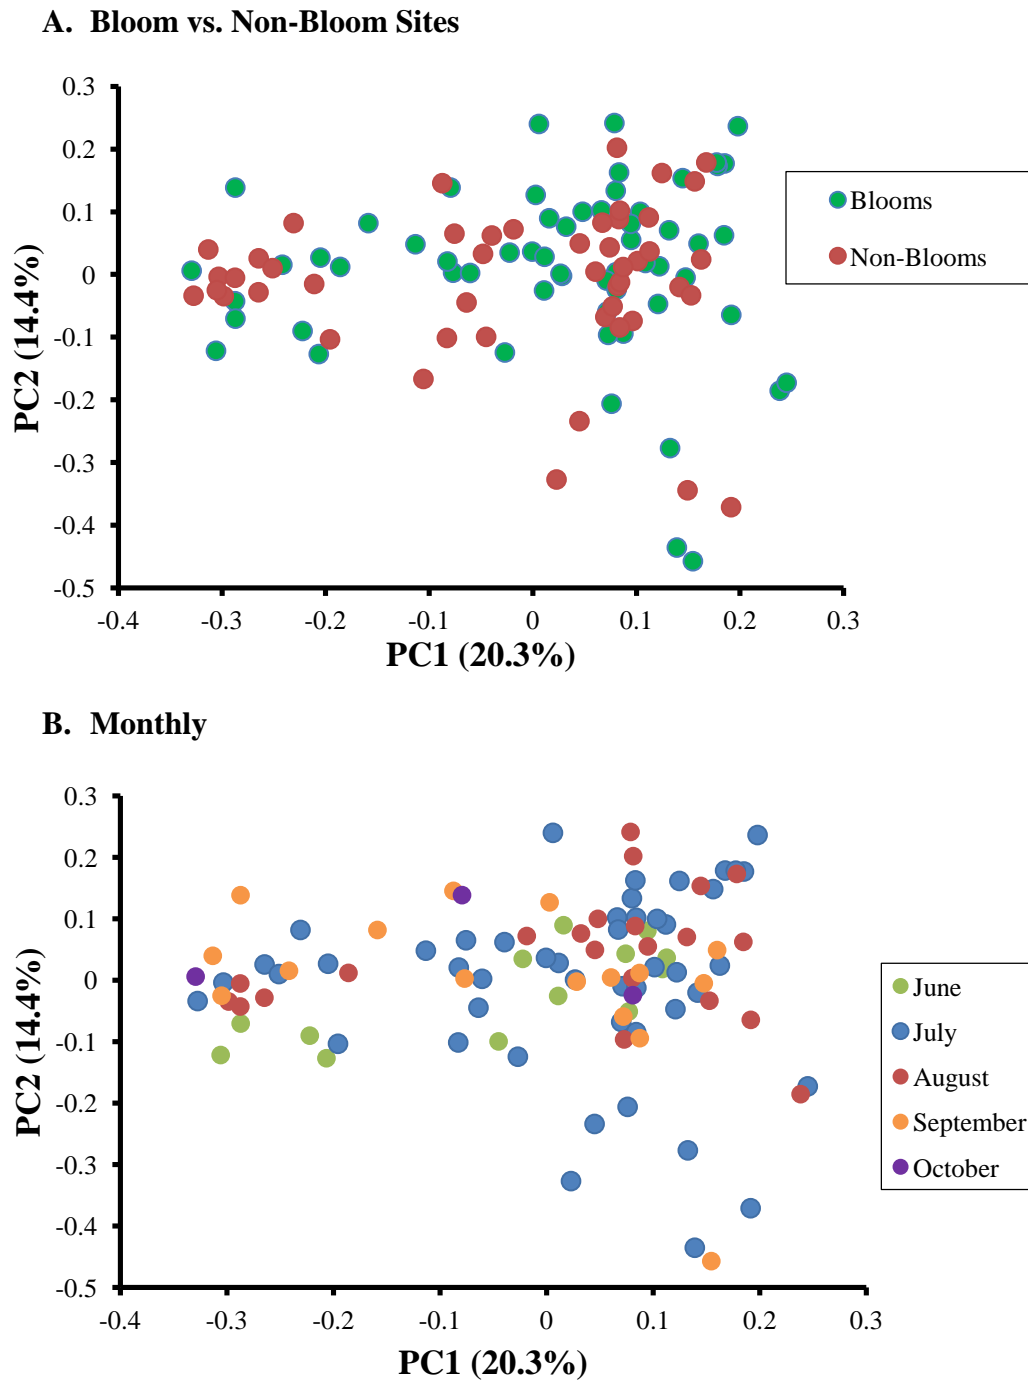 A. Bloom vs. Non-Bloom Sites
0.3
0.2
0.1
0
-0.1
-0.2
-0.3
-0.4
-0.5
PC2 (14.4%)
-0.4 -0.3 -0.2 -0.1 0 0.1 0.2 0.3
PC1 (20.3%)
Blooms
Non-Blooms
B. Monthly
0.3
0.2
0.1
0
-0.1
-0.2
-0.3
-0.4
-0.5
PC2 (14.4%)
-0.4 -0.3 -0.2 -0.1 0 0.1 0.2 0.3
PC1 (20.3%)
June
July
August
September
October